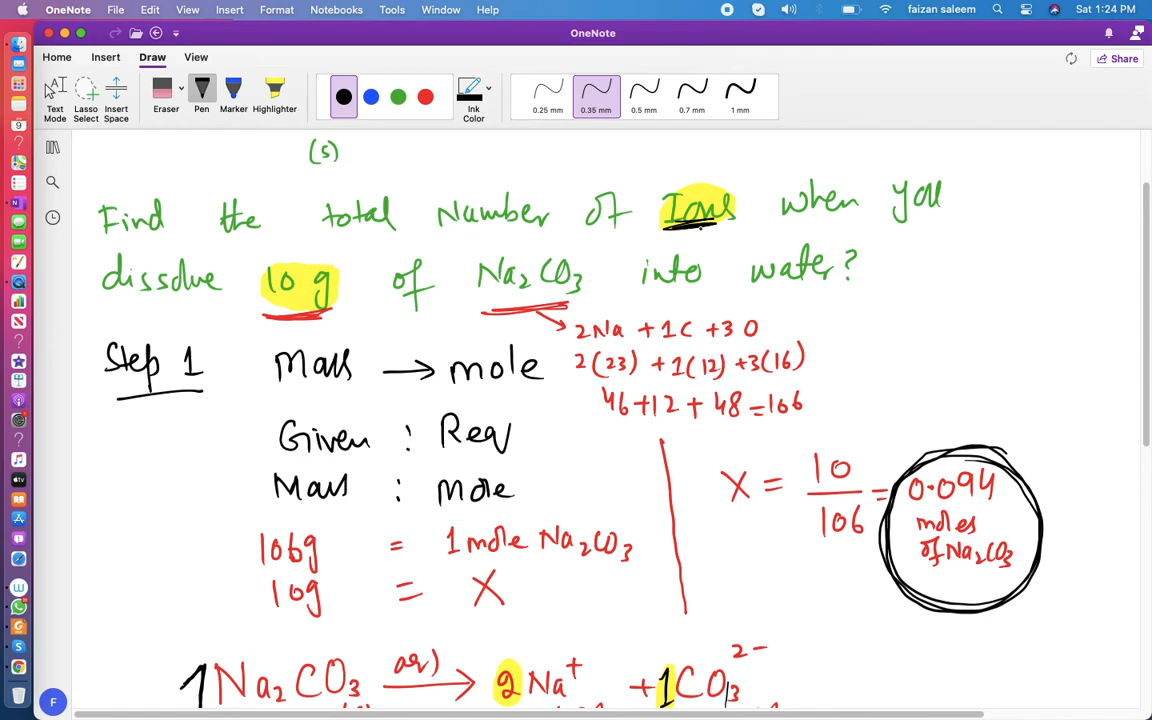 OneNote File Edit View Insert Format Notebooks Tools Window Help faizan saleem Sat 1:24 PM
OneNote
Home Insert Draw View Share
Text Mode Lasso Select Insert Space Eraser Pen Marker Highlighter Ink Color 0.25 mm 0.35 mm 0.5 mm 0.7 mm 1 mm
(s)
Find the total Number of Ions when you
dissolve 10 g of Na₂CO₃ into water?
2Na + 1C + 3O
Step 1 Mass → mole 2(23) + 1(12) + 3(16)
46+12 + 48 = 106
Given : Req
Mass : Mole
X = 10/106 = 0.094 moles of Na₂CO₃
106g = 1 mole Na₂CO₃
10g = X
1Na₂CO₃ aq) → 2Na⁺ + 1CO₃²⁻
F